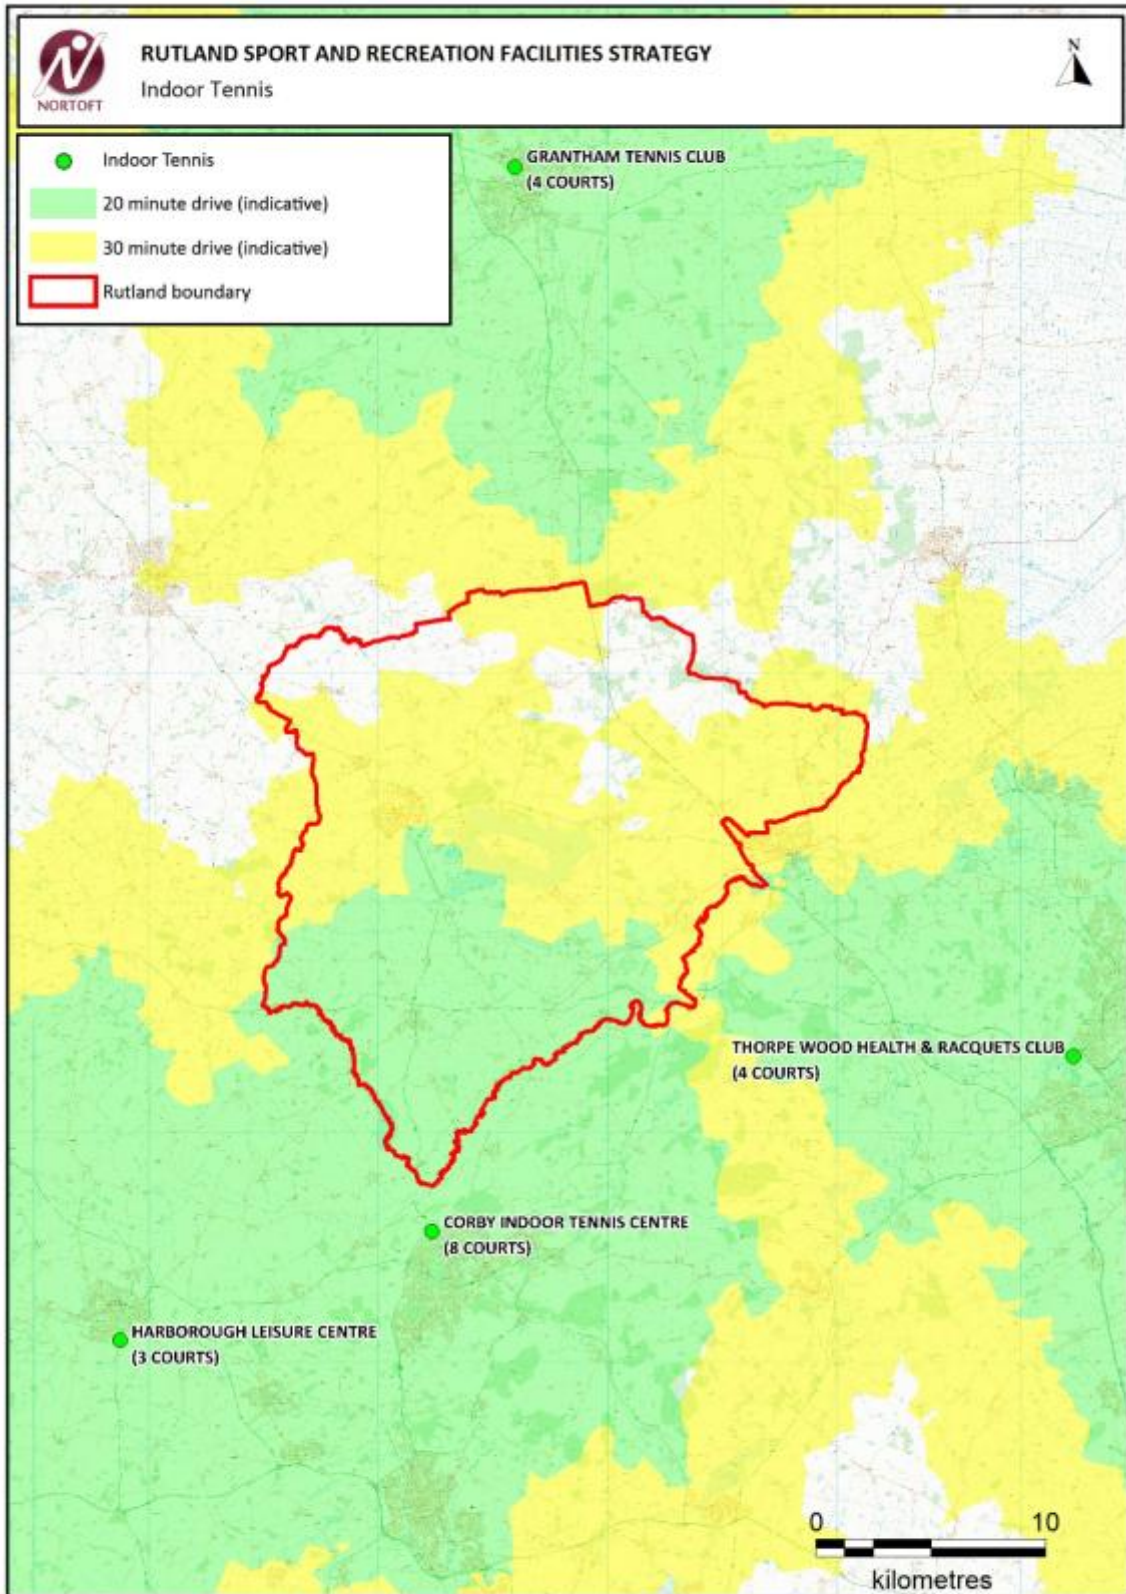 RUTLAND SPORT AND RECREATION FACILITIES STRATEGY
Indoor Tennis
NORTOFT
N
Indoor Tennis
20 minute drive (indicative)
30 minute drive (indicative)
Rutland boundary
GRANTHAM TENNIS CLUB
(4 COURTS)
THORPE WOOD HEALTH & RACQUETS CLUB
(4 COURTS)
CORBY INDOOR TENNIS CENTRE
(8 COURTS)
HARBOROUGH LEISURE CENTRE
(3 COURTS)
0 10
kilometres